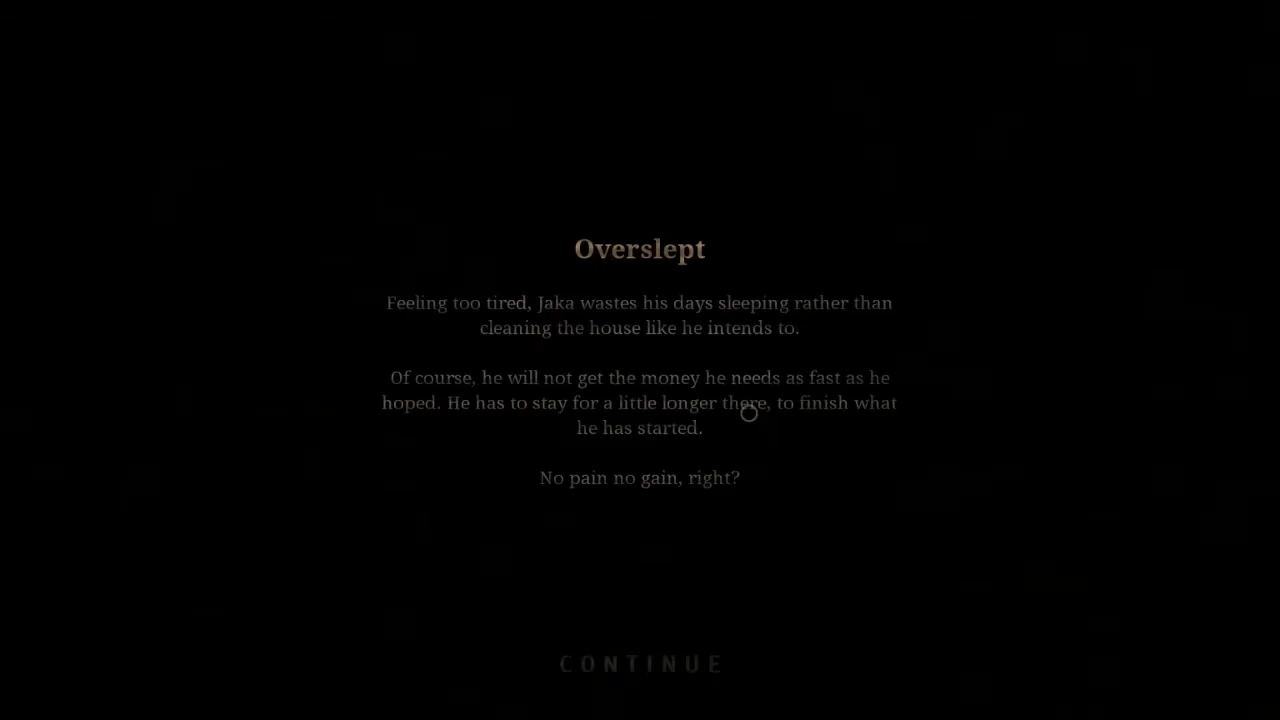 Overslept
Feeling too tired, Jaka wastes his days sleeping rather than
cleaning the house like he intends to.
Of course, he will not get the money he needs as fast as he
hoped. He has to stay for a little longer there, to finish what
he has started.
No pain no gain, right?
CONTINUE